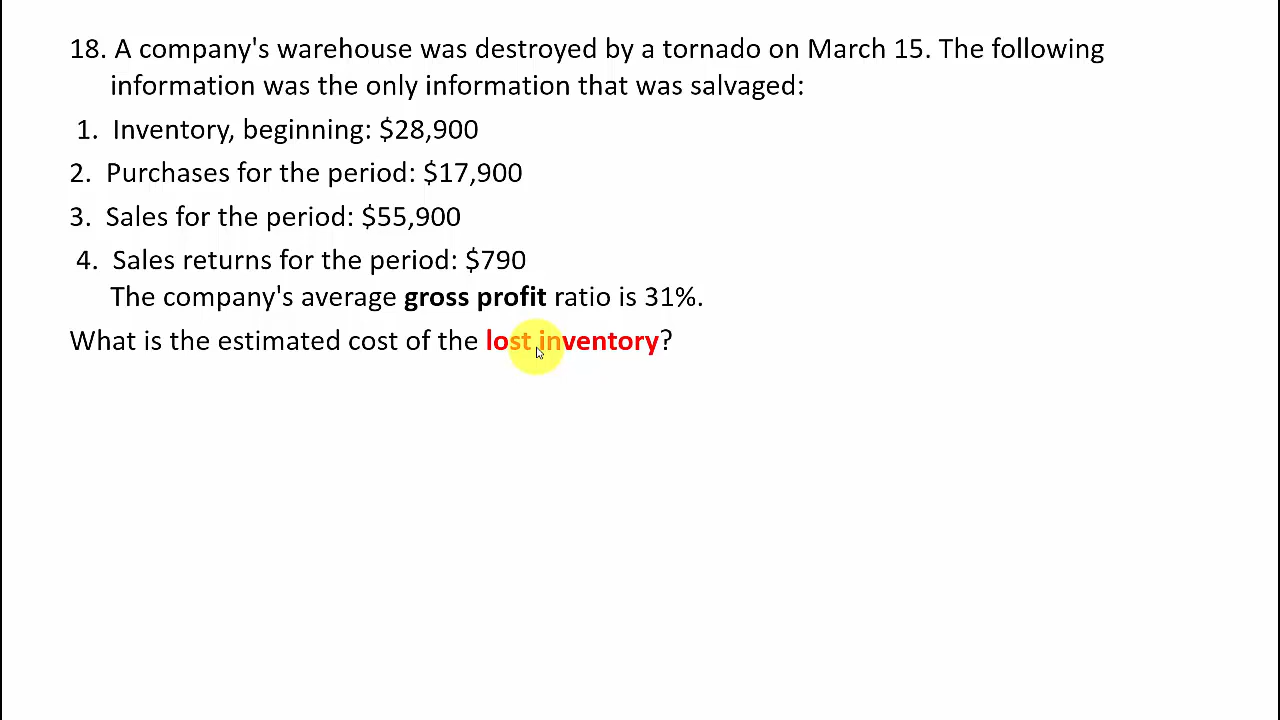 18. A company's warehouse was destroyed by a tornado on March 15. The following
information was the only information that was salvaged:
1. Inventory, beginning: $28,900
2. Purchases for the period: $17,900
3. Sales for the period: $55,900
4. Sales returns for the period: $790
The company's average gross profit ratio is 31%.
What is the estimated cost of the lost inventory?